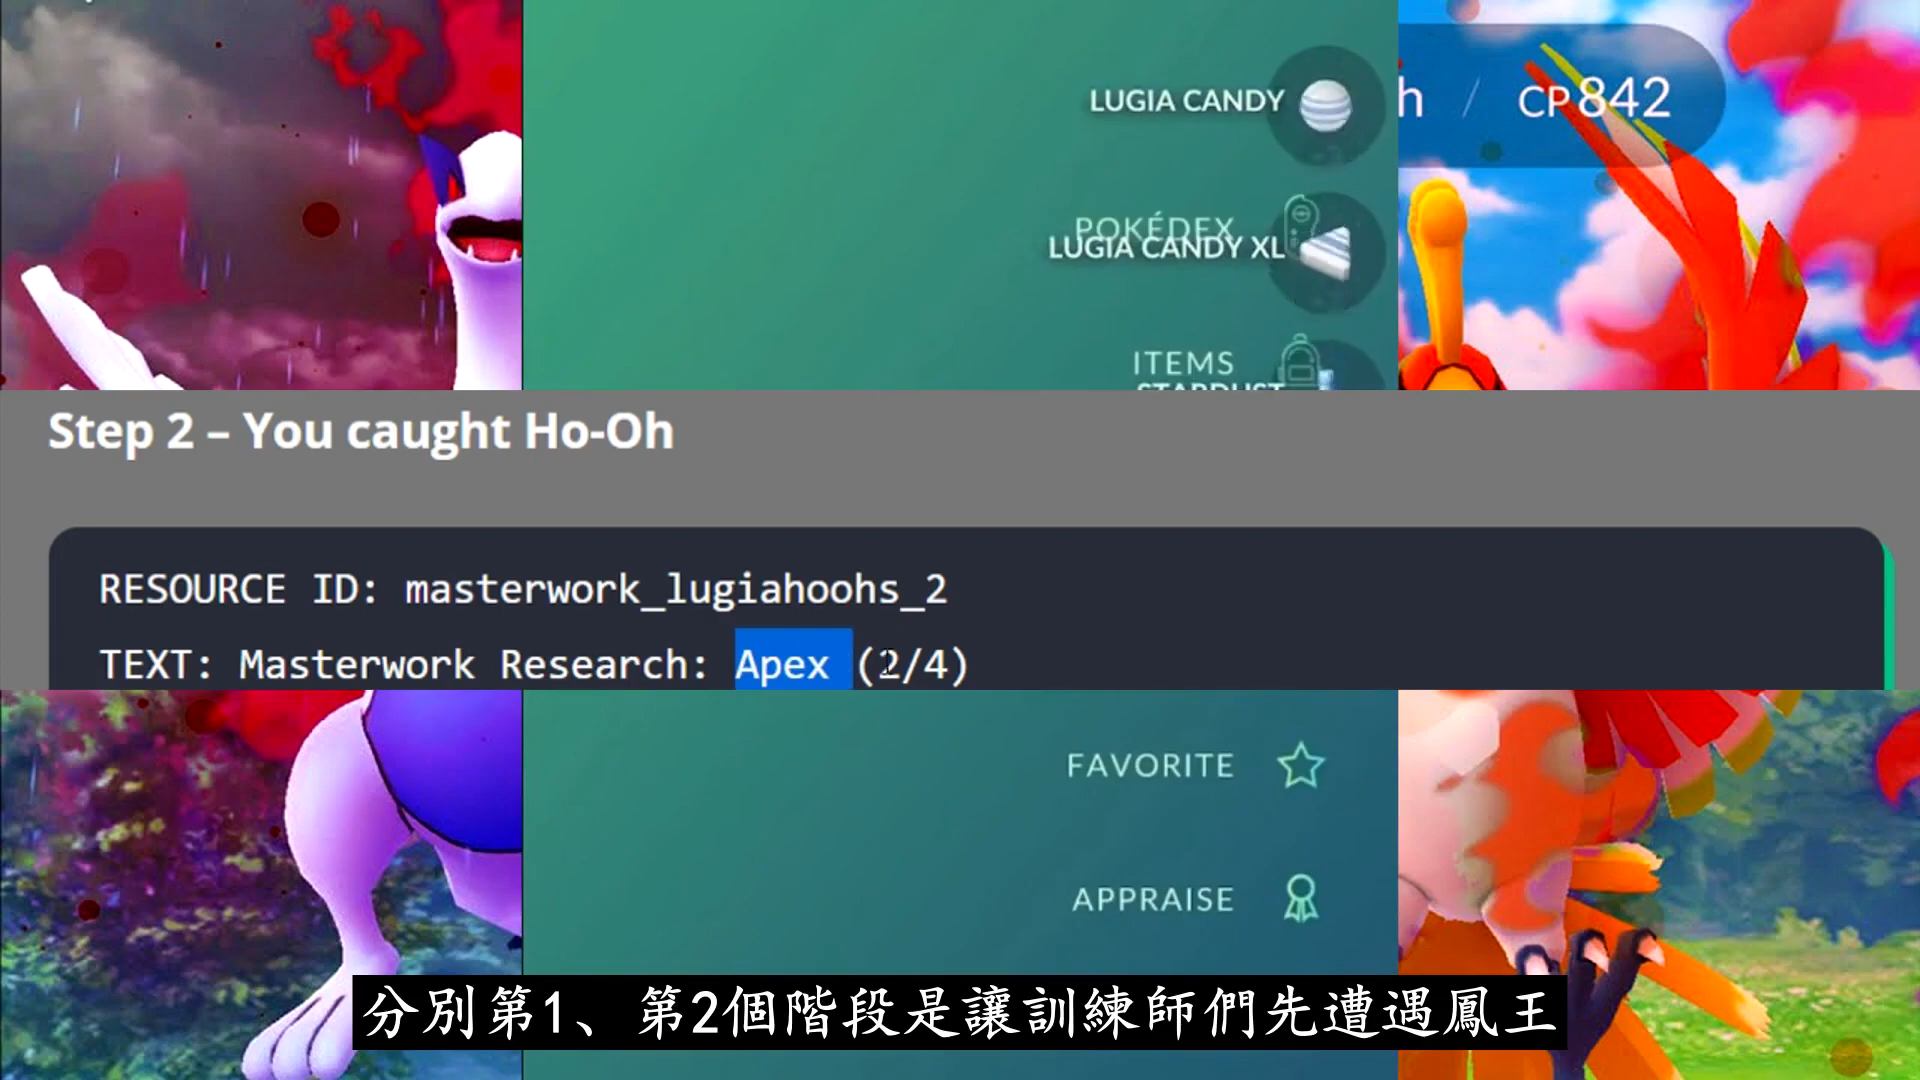 LUGIA CANDY
h / CP842
POKÉDEX
LUGIA CANDY XL
ITEMS
STARDUST
Step 2 – You caught Ho-Oh
RESOURCE ID: masterwork_lugiahoohs_2
TEXT: Masterwork Research: Apex (2/4)
FAVORITE
APPRAISE
分別第1、第2個階段是讓訓練師們先遭遇鳳王